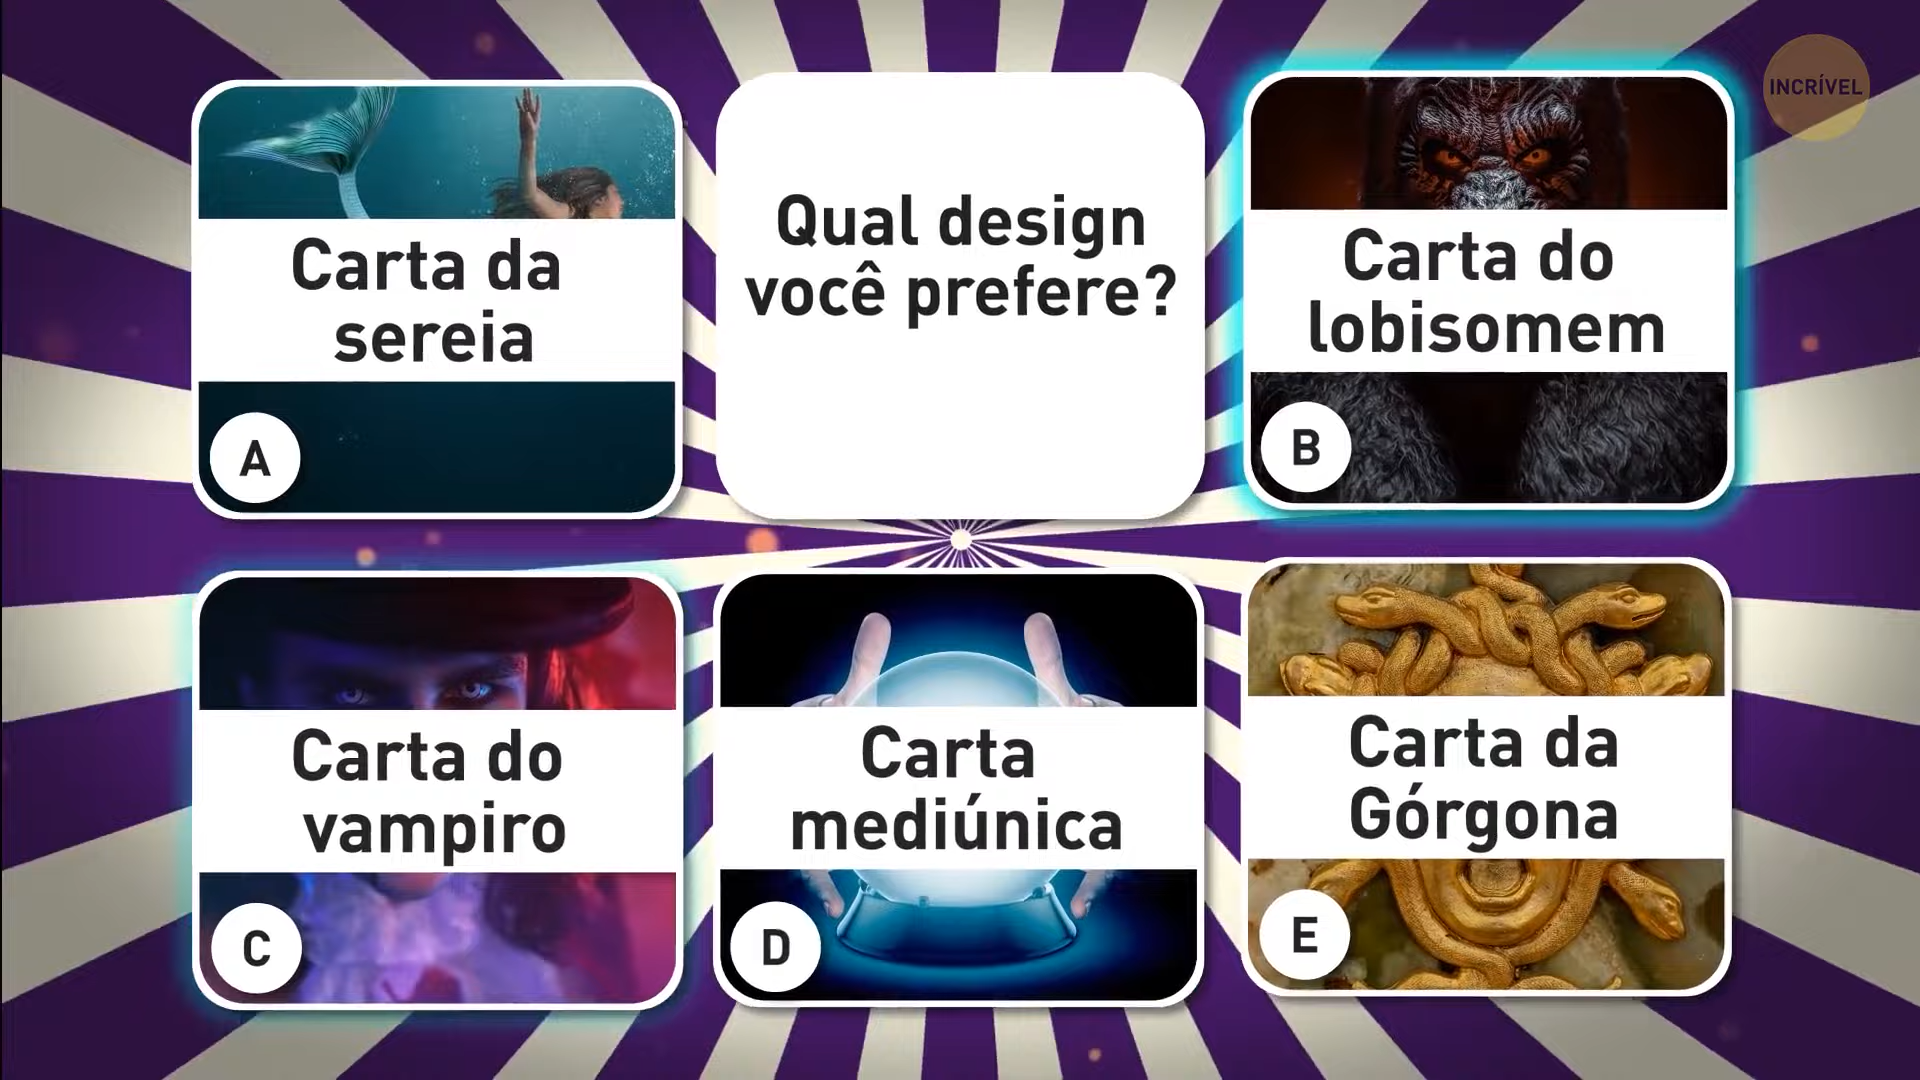 INCRÍVEL
Carta da
sereia
A
Qual design
você prefere?
Carta do
lobisomem
B
Carta do
vampiro
C
Carta
mediúnica
D
Carta da
Górgona
E